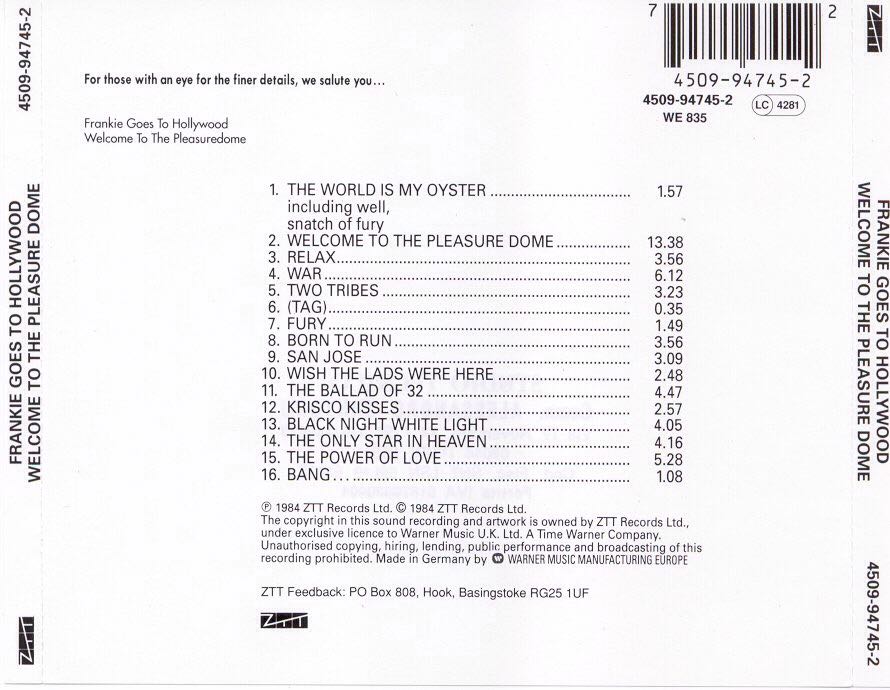 4509-94745-2
FRANKIE GOES TO HOLLYWOOD
WELCOME TO THE PLEASURE DOME
ZTT
For those with an eye for the finer details, we salute you...
Frankie Goes To Hollywood
Welcome To The Pleasuredome
7 2
4509-94745-2
4509-94745-2 LC 4281
WE 835
1. THE WORLD IS MY OYSTER ................................. 1.57
including well,
snatch of fury
2. WELCOME TO THE PLEASURE DOME.................. 13.38
3. RELAX...................................................................... 3.56
4. WAR......................................................................... 6.12
5. TWO TRIBES ............................................................ 3.23
6. (TAG)........................................................................ 0.35
7. FURY........................................................................ 1.49
8. BORN TO RUN......................................................... 3.56
9. SAN JOSE ................................................................ 3.09
10. WISH THE LADS WERE HERE ................................ 2.48
11. THE BALLAD OF 32 ................................................. 4.47
12. KRISCO KISSES ....................................................... 2.57
13. BLACK NIGHT WHITE LIGHT.................................. 4.05
14. THE ONLY STAR IN HEAVEN................................... 4.16
15. THE POWER OF LOVE............................................. 5.28
16. BANG . . . ................................................................. 1.08
℗ 1984 ZTT Records Ltd. © 1984 ZTT Records Ltd.
The copyright in this sound recording and artwork is owned by ZTT Records Ltd.,
under exclusive licence to Warner Music U.K. Ltd. A Time Warner Company.
Unauthorised copying, hiring, lending, public performance and broadcasting of this
recording prohibited. Made in Germany by WARNER MUSIC MANUFACTURING EUROPE
ZTT Feedback: PO Box 808, Hook, Basingstoke RG25 1UF
ZTT
ZTT
FRANKIE GOES TO HOLLYWOOD
WELCOME TO THE PLEASURE DOME
4509-94745-2